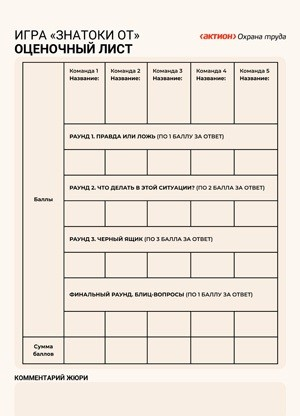 ИГРА «ЗНАТОКИ ОТ»
ОЦЕНОЧНЫЙ ЛИСТ
‹АКТИОН› Охрана труда
Команда 1 Команда 2 Команда 3 Команда 4 Команда 5
Название: Название: Название: Название: Название:
РАУНД 1. ПРАВДА ИЛИ ЛОЖЬ (ПО 1 БАЛЛУ ЗА ОТВЕТ)
РАУНД 2. ЧТО ДЕЛАТЬ В ЭТОЙ СИТУАЦИИ? (ПО 2 БАЛЛА ЗА ОТВЕТ)
Баллы
РАУНД 3. ЧЕРНЫЙ ЯЩИК (ПО 3 БАЛЛА ЗА ОТВЕТ)
ФИНАЛЬНЫЙ РАУНД. БЛИЦ-ВОПРОСЫ (ПО 1 БАЛЛУ ЗА ОТВЕТ)
Сумма
баллов
КОММЕНТАРИЙ ЖЮРИ